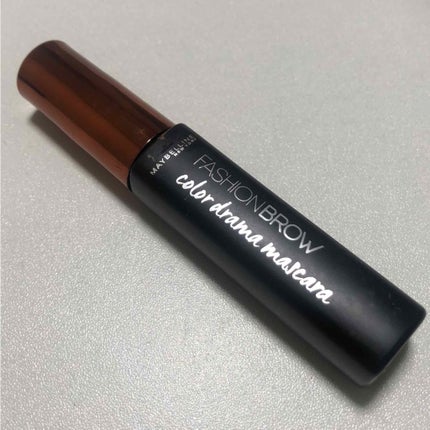 MAYBELLINE
NEW YORK
FASHIONBROW
color drama mascara